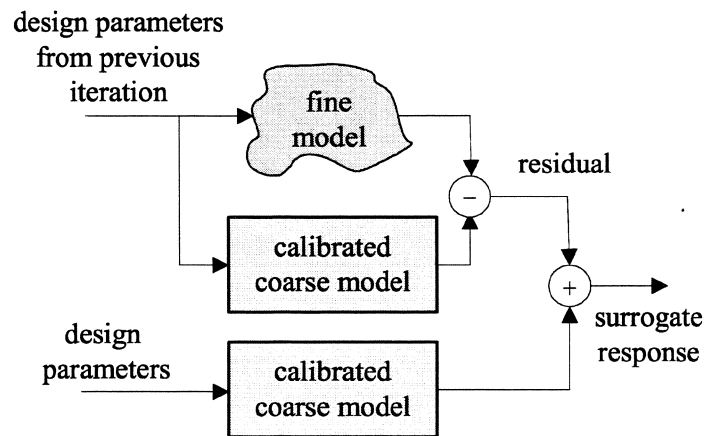 design parameters
from previous
iteration
fine
model
residual
−
calibrated
coarse model
+
surrogate
response
design
parameters
calibrated
coarse model